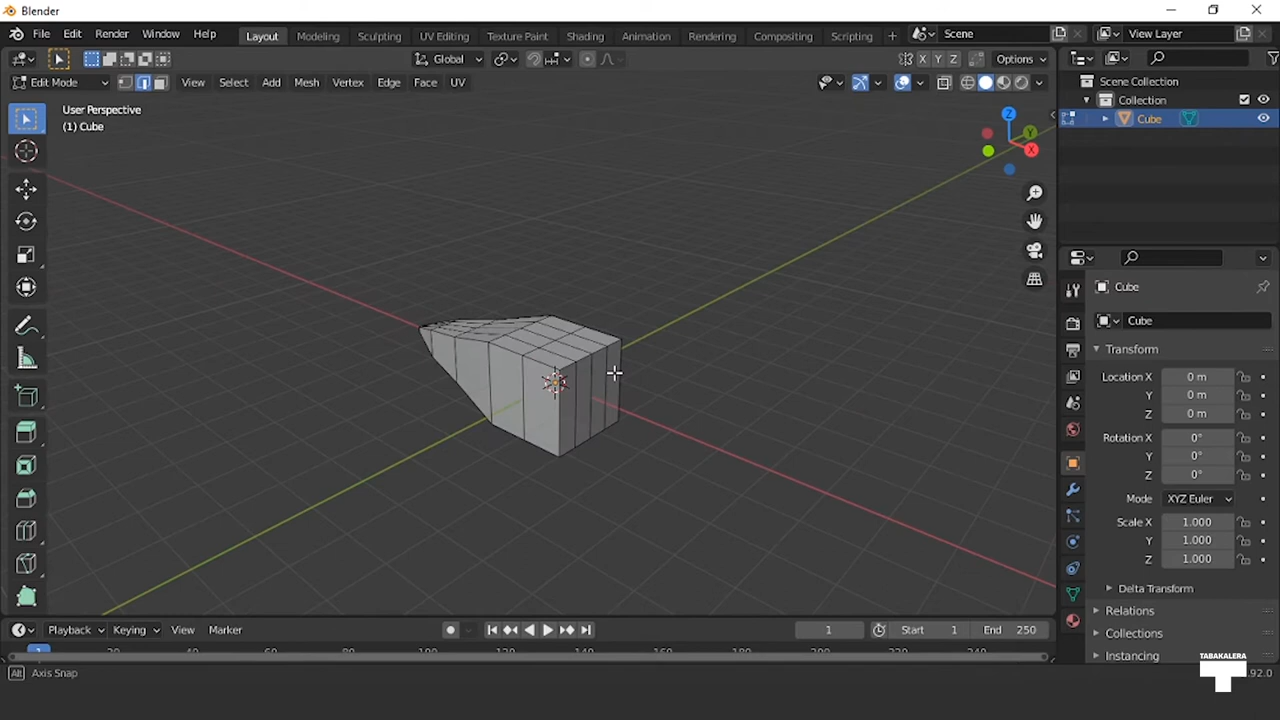 Blender
File Edit Render Window Help Layout Modeling Sculpting UV Editing Texture Paint Shading Animation Rendering Compositing Scripting + Scene View Layer
Global X Y Z Options
Edit Mode View Select Add Mesh Vertex Edge Face UV
User Perspective
(1) Cube
Z
Y
X
Scene Collection
Collection
Cube
Cube
Cube
Transform
Location X 0 m
Y 0 m
Z 0 m
Rotation X 0°
Y 0°
Z 0°
Mode XYZ Euler
Scale X 1.000
Y 1.000
Z 1.000
Delta Transform
Relations
Collections
Instancing
Playback Keying View Marker 1 Start 1 End 250
Alt Axis Snap
TABAKALERA
.92.0